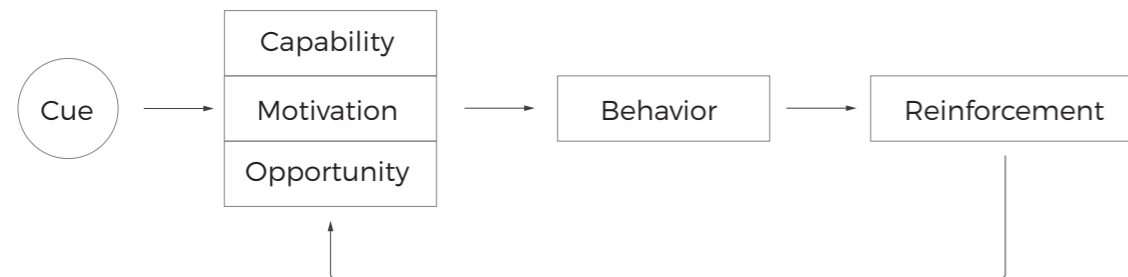 Cue
Capability
Motivation
Opportunity
Behavior
Reinforcement